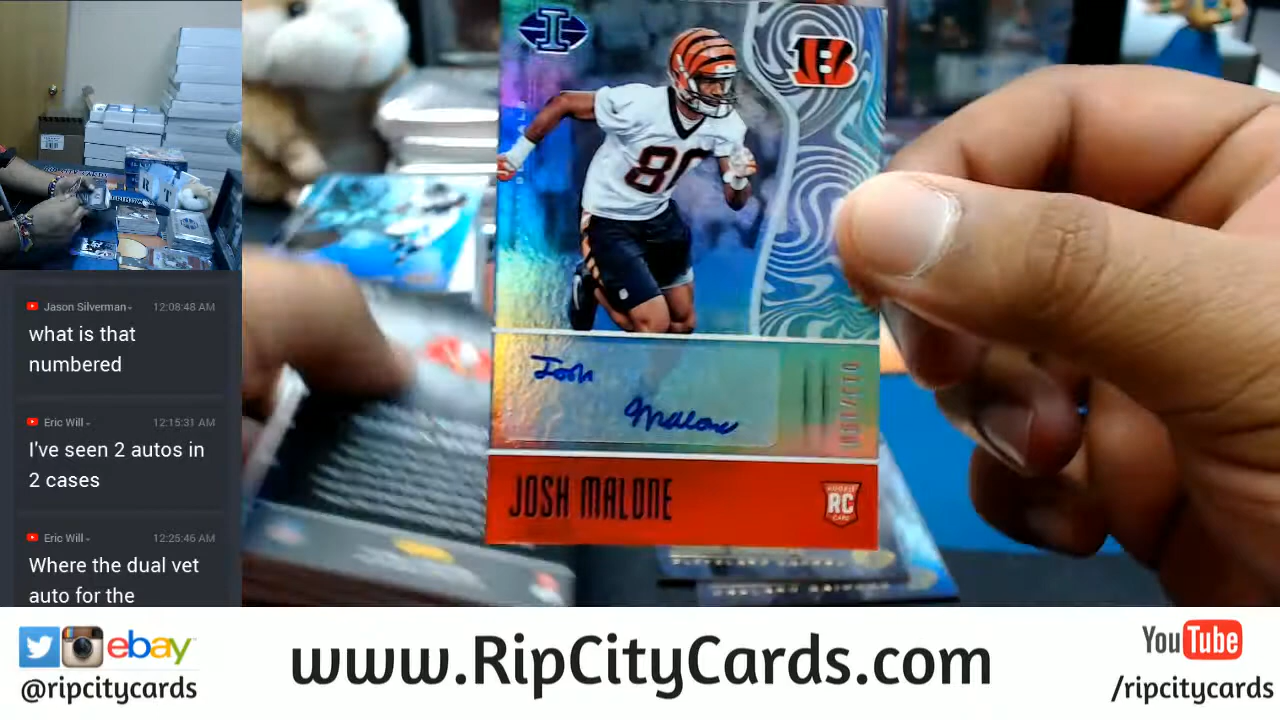 Jason Silverman
12:08:48 AM
what is that
numbered
Eric Will
12:15:31 AM
I've seen 2 autos in
2 cases
Eric Will
12:25:46 AM
Where the dual vet
auto for the
I
B
80
Josh
Malone
JOSH MALONE
ROOKIE
RC
CARD
ebay
@ripcitycards
www.RipCityCards.com
YouTube
/ripcitycards